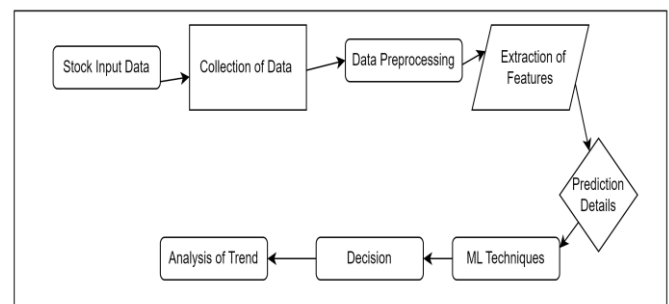 Stock Input Data
Collection of Data
Data Preprocessing
Extraction of
Features
Prediction
Details
ML Techniques
Decision
Analysis of Trend